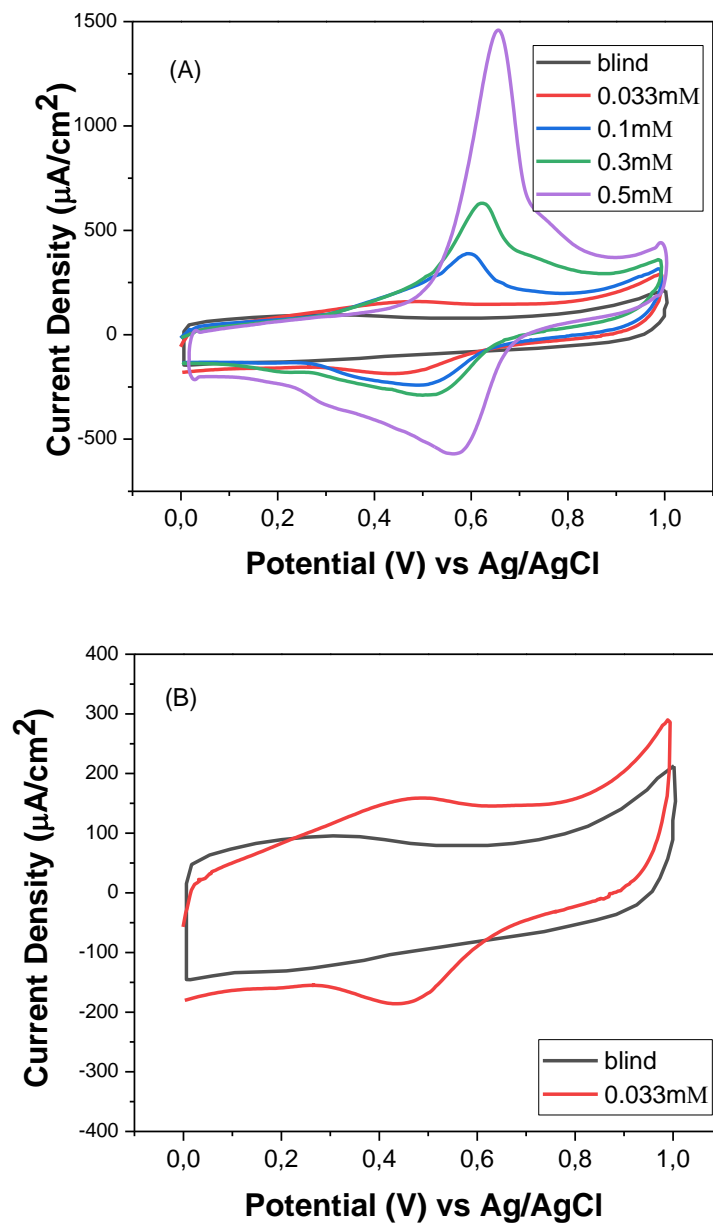 (A)
blind
0.033mM
0.1mM
0.3mM
0.5mM
1500
1000
500
0
-500
Current Density (μA/cm²)
0,0 0,2 0,4 0,6 0,8 1,0
Potential (V) vs Ag/AgCl
(B)
400
300
200
100
0
-100
-200
-300
-400
Current Density (μA/cm²)
blind
0.033mM
0,0 0,2 0,4 0,6 0,8 1,0
Potential (V) vs Ag/AgCl